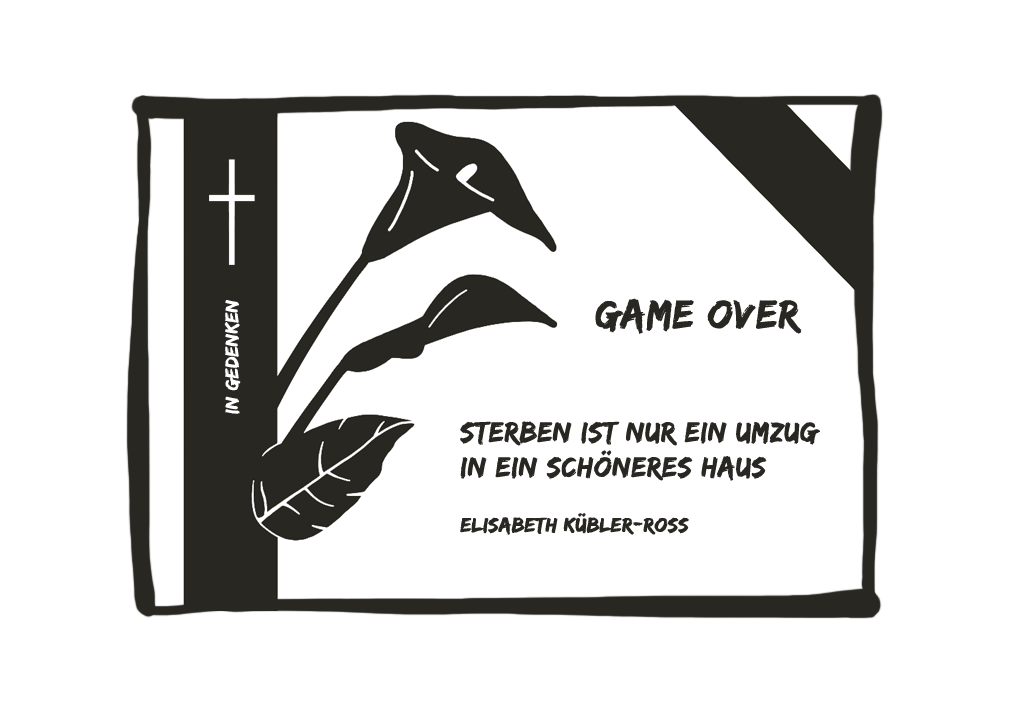 IN GEDENKEN
GAME OVER
STERBEN IST NUR EIN UMZUG
IN EIN SCHÖNERES HAUS
ELISABETH KÜBLER-ROSS